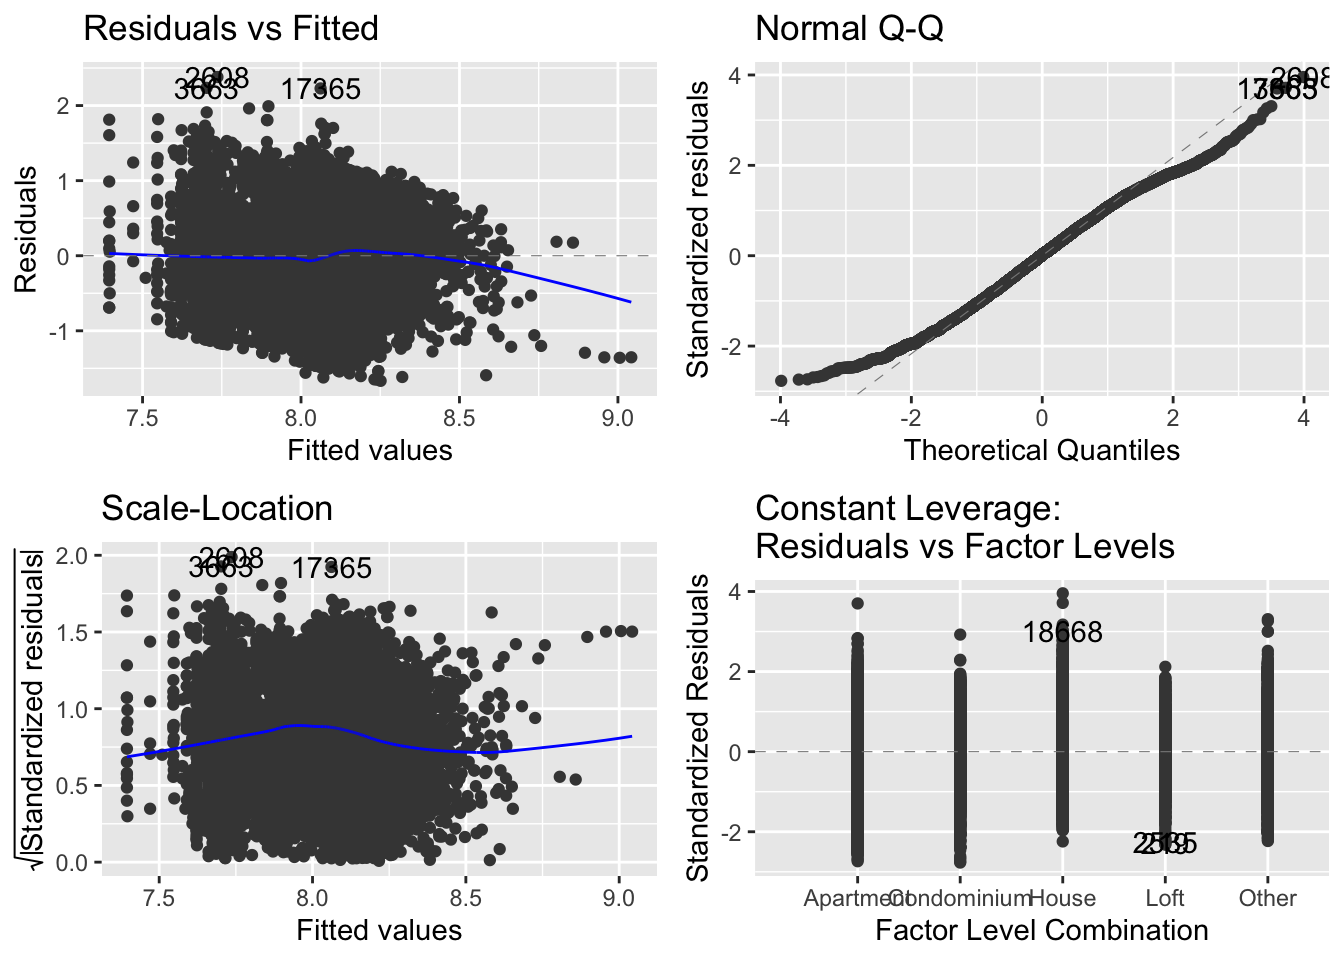 Residuals vs Fitted
2608
3663
17365
2
1
0
-1
Residuals
7.5
8.0
8.5
9.0
Fitted values
Normal Q-Q
2608
17365
4
2
0
-2
Standardized residuals
-4
-2
0
2
4
Theoretical Quantiles
Scale-Location
2608
3663
17365
2.0
1.5
1.0
0.5
0.0
√|Standardized residuals|
7.5
8.0
8.5
9.0
Fitted values
Constant Leverage:
Residuals vs Factor Levels
18668
4
2
0
-2
Standardized Residuals
Apartment
Condominium
House
Loft
Other
Factor Level Combination